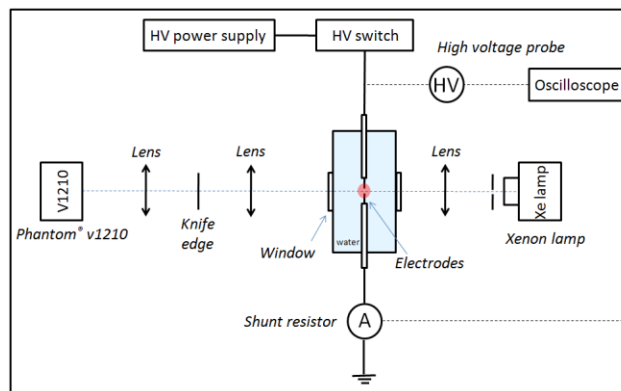 HV power supply
HV switch
High voltage probe
HV
Oscilloscope
Lens
Lens
Lens
V1210
Xe lamp
Phantom® v1210
Knife
edge
Window
water
Electrodes
Xenon lamp
Shunt resistor
A